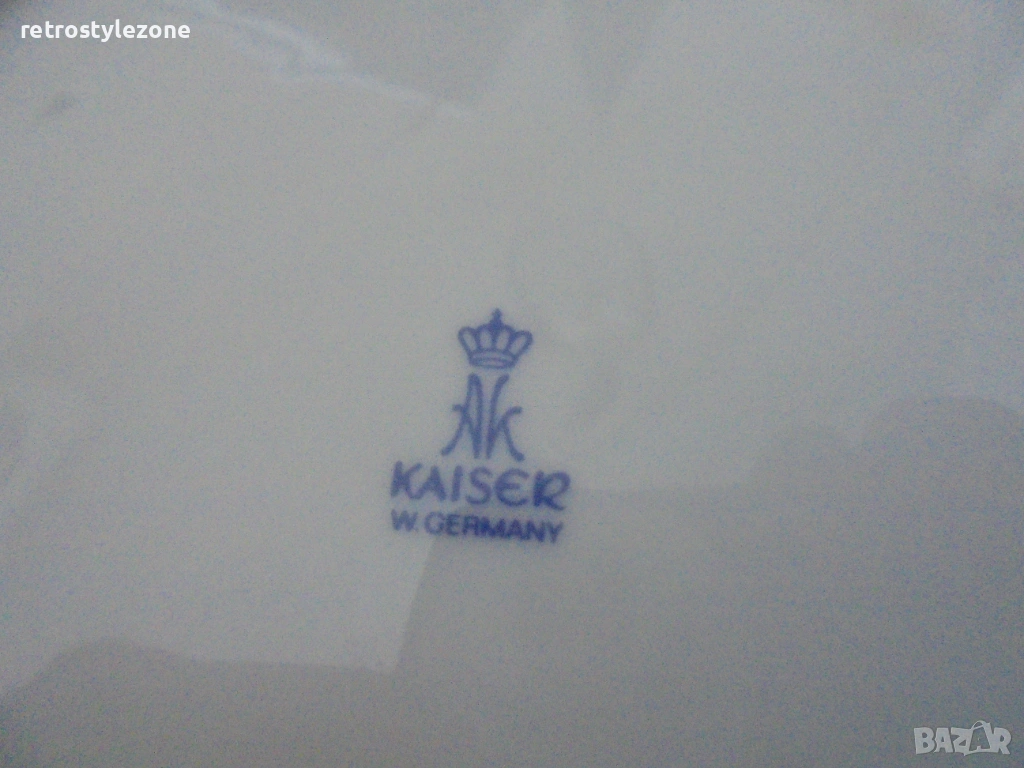 retrostylezone
AK
KAISER
W. GERMANY
BAZAR